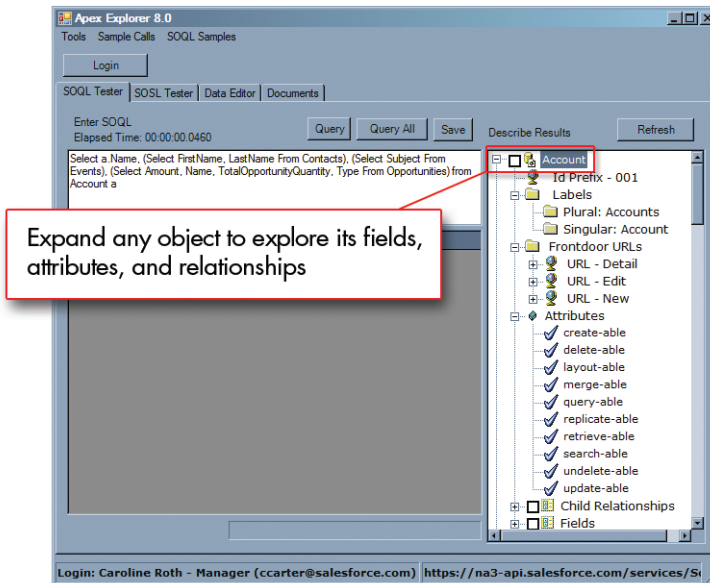 Apex Explorer 8.0
Tools Sample Calls SOQL Samples
Login
SOQL Tester SOSL Tester Data Editor Documents
Enter SOQL
Elapsed Time: 00:00:00.0460
Query Query All Save
Describe Results
Refresh
Select a.Name, (Select FirstName, LastName From Contacts), (Select Subject From
Events), (Select Amount, Name, TotalOpportunityQuantity, Type From Opportunities) from
Account a
Expand any object to explore its fields,
attributes, and relationships
Account
Id Prefix - 001
Labels
Plural: Accounts
Singular: Account
Frontdoor URLs
URL - Detail
URL - Edit
URL - New
Attributes
create-able
delete-able
layout-able
merge-able
query-able
replicate-able
retrieve-able
search-able
undelete-able
update-able
Child Relationships
Fields
Login: Caroline Roth - Manager (ccarter@salesforce.com) https://na3-api.salesforce.com/services/S